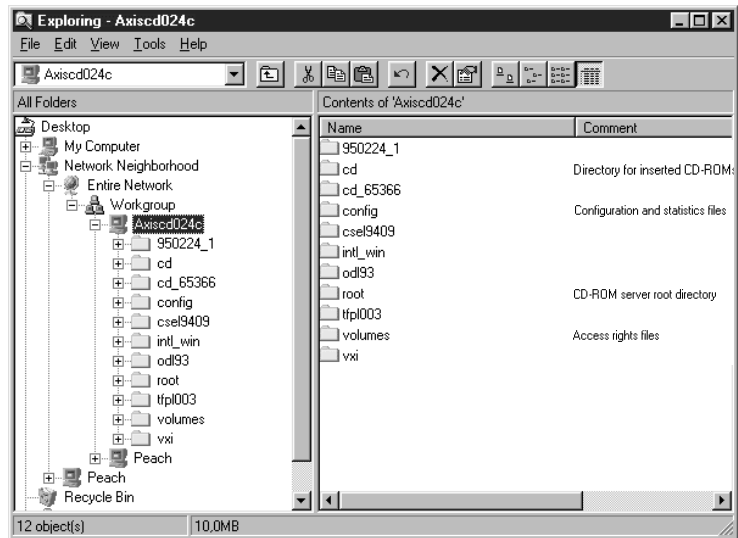 Exploring - Axiscd024c
File Edit View Tools Help
Axiscd024c
All Folders
Contents of 'Axiscd024c'
Desktop
My Computer
Network Neighborhood
Entire Network
Workgroup
Axiscd024c
950224_1
cd
cd_65366
config
csel9409
intl_win
odl93
root
tfpl003
volumes
vxi
Peach
Peach
Recycle Bin
Name Comment
950224_1
cd Directory for inserted CD-ROMs
cd_65366
config Configuration and statistics files
csel9409
intl_win
odl93
root CD-ROM server root directory
tfpl003
volumes Access rights files
vxi
12 object(s) 10,0MB